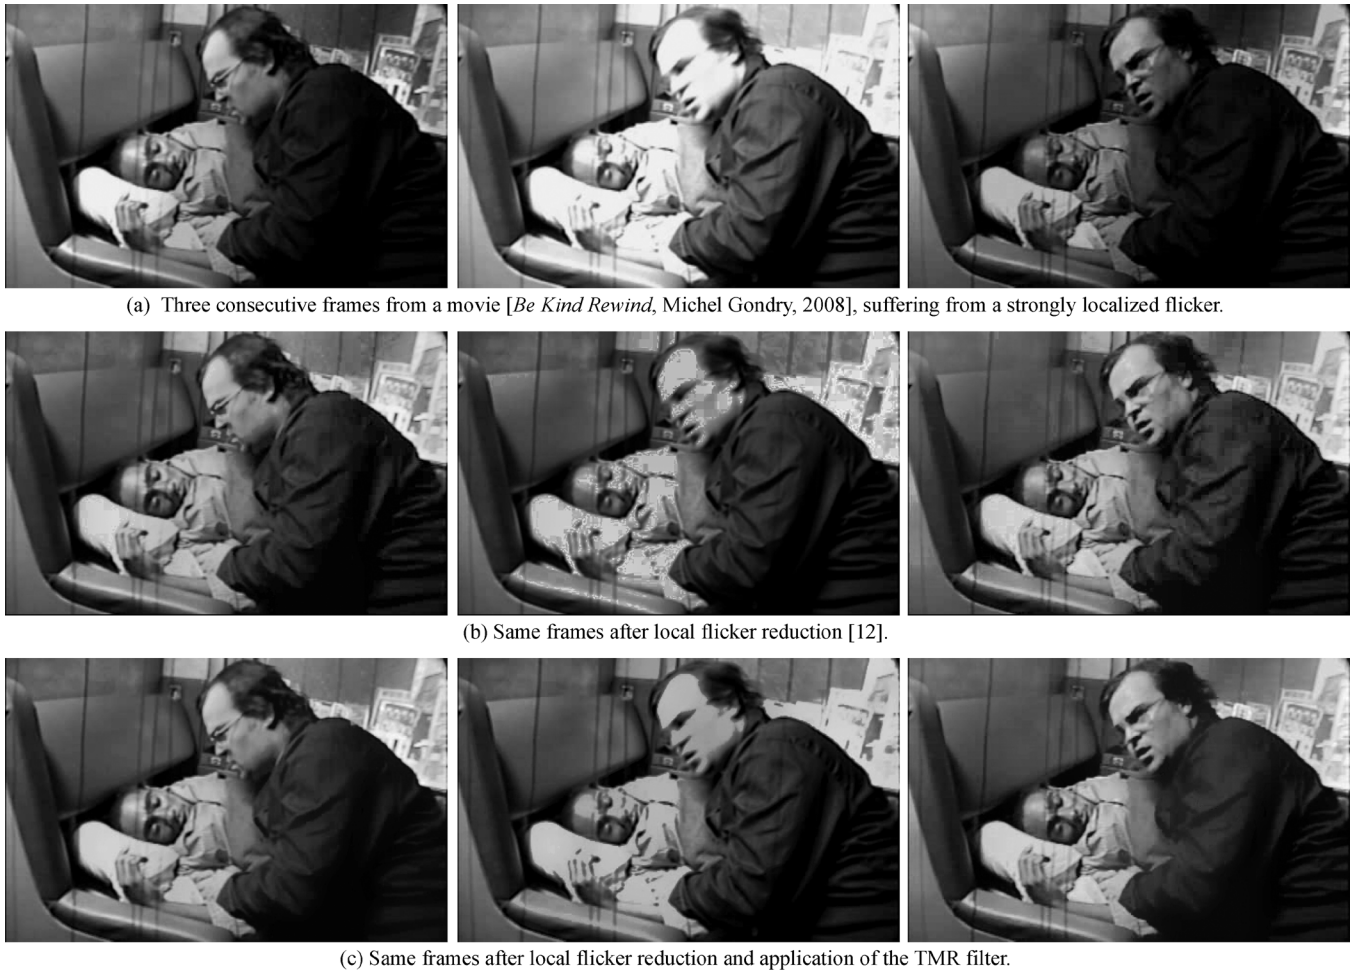 (a) Three consecutive frames from a movie [Be Kind Rewind, Michel Gondry, 2008], suffering from a strongly localized flicker.
(b) Same frames after local flicker reduction [12].
(c) Same frames after local flicker reduction and application of the TMR filter.